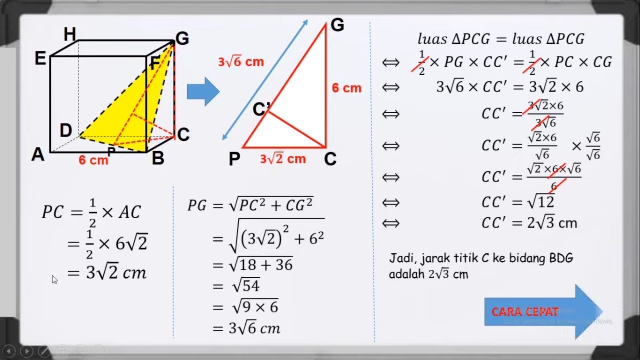 H
G
E
F
D
C
A
6 cm
P
B
G
3√6 cm
6 cm
C'
P
3√2 cm
C
PC = 1/2 × AC
= 1/2 × 6√2
= 3√2 cm
PG = √(PC² + CG²)
= √((3√2)² + 6²)
= √(18 + 36)
= √54
= √(9 × 6)
= 3√6 cm
luas ΔPCG = luas ΔPCG
⇔ 1/2 × PG × CC' = 1/2 × PC × CG
⇔ 3√6 × CC' = 3√2 × 6
⇔ CC' = (3√2 × 6)/(3√6)
⇔ CC' = (√2 × 6)/√6 × √6/√6
⇔ CC' = (√2 × 6 × √6)/6
⇔ CC' = √12
⇔ CC' = 2√3 cm
Jadi, jarak titik C ke bidang BDG
adalah 2√3 cm
CARA CEPAT